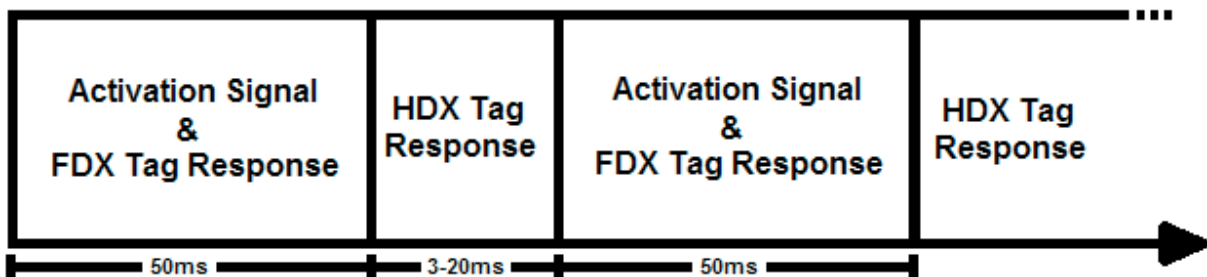 Activation Signal
&
FDX Tag Response
HDX Tag
Response
Activation Signal
&
FDX Tag Response
HDX Tag
Response
50ms
3-20ms
50ms